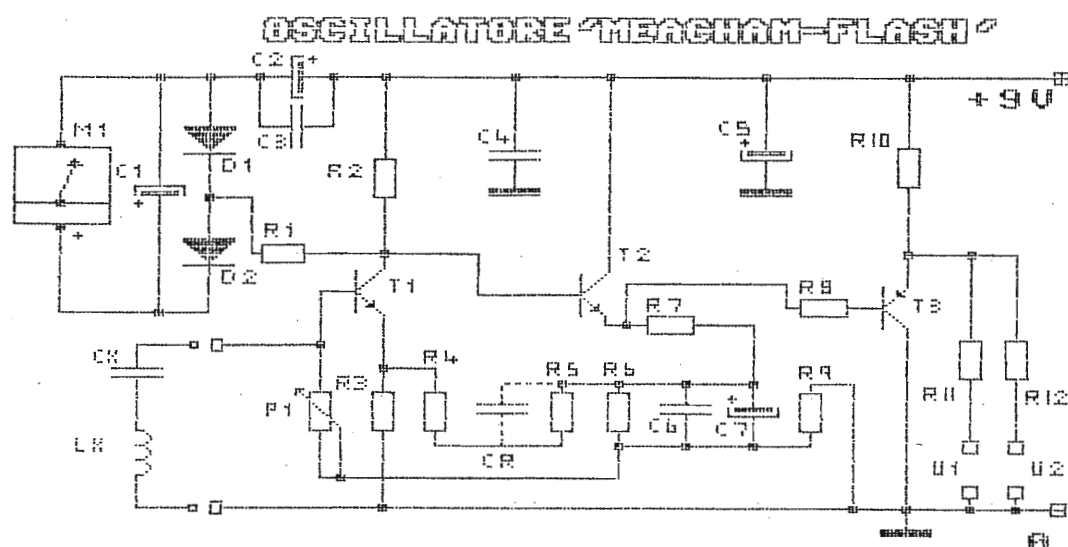 OSCILLATORE "MEACHAM-FLASH"
C2 +
+9V
M1
C1
+
+
D1
C3
R2
C4
C5
+
R10
D2
R1
T1
T2
R7
R8
T3
CX
R4
R5
R6
R9
P1
R3
C6
+
C7
R11
R12
LX
CR
U1
U2